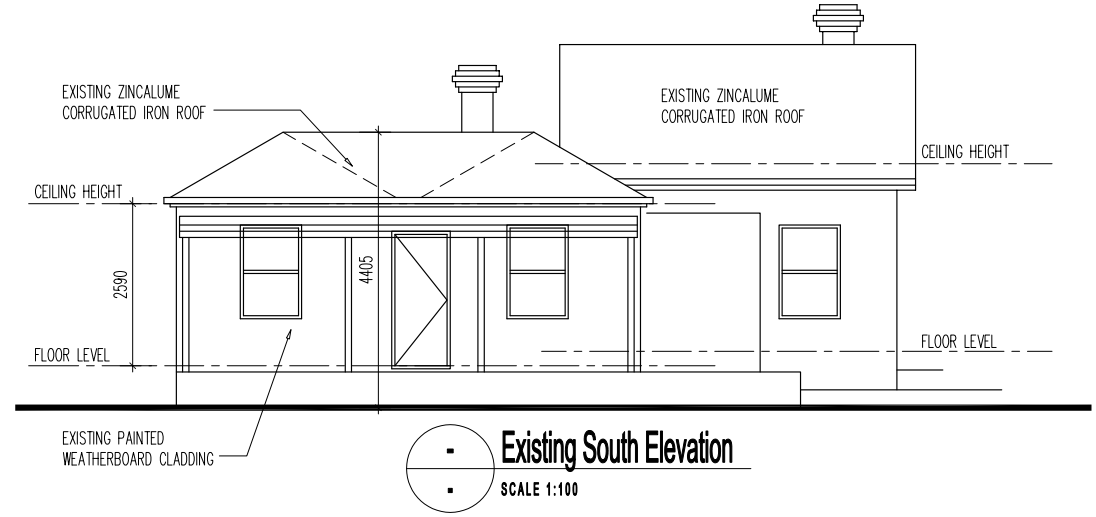 EXISTING ZINCALUME
CORRUGATED IRON ROOF
EXISTING ZINCALUME
CORRUGATED IRON ROOF
CEILING HEIGHT
CEILING HEIGHT
2590
4405
FLOOR LEVEL
FLOOR LEVEL
EXISTING PAINTED
WEATHERBOARD CLADDING
Existing South Elevation
SCALE 1:100